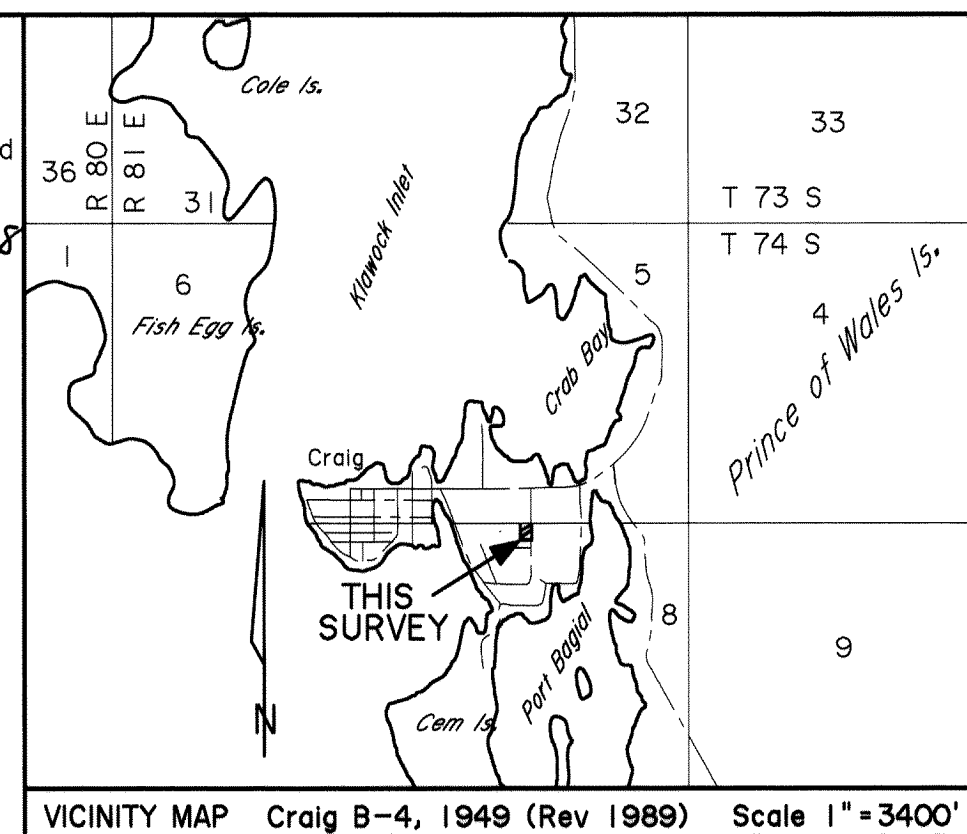 Cole Is.
32
33
d
36
R 80 E
R 81 E
31
T 73 S
Klawock Inlet
8
T 74 S
1
6
5
4
Fish Egg Is.
Prince of Wales Is.
Crab Bay
Craig
THIS
SURVEY
8
9
Port Bagial
Cem Is.
N
VICINITY MAP Craig B-4, 1949 (Rev 1989) Scale 1" = 3400'